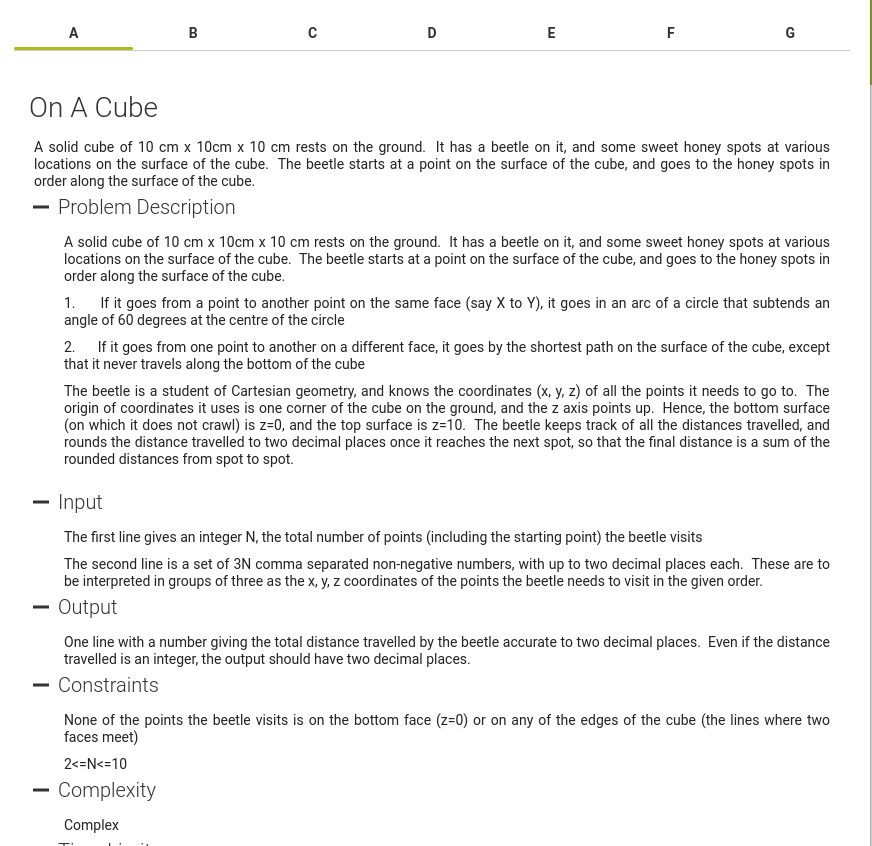 A B C D E F G
On A Cube
A solid cube of 10 cm x 10cm x 10 cm rests on the ground. It has a beetle on it, and some sweet honey spots at various
locations on the surface of the cube. The beetle starts at a point on the surface of the cube, and goes to the honey spots in
order along the surface of the cube.
Problem Description
A solid cube of 10 cm x 10cm x 10 cm rests on the ground. It has a beetle on it, and some sweet honey spots at various
locations on the surface of the cube. The beetle starts at a point on the surface of the cube, and goes to the honey spots in
order along the surface of the cube.
1. If it goes from a point to another point on the same face (say X to Y), it goes in an arc of a circle that subtends an
angle of 60 degrees at the centre of the circle
2. If it goes from one point to another on a different face, it goes by the shortest path on the surface of the cube, except
that it never travels along the bottom of the cube
The beetle is a student of Cartesian geometry, and knows the coordinates (x, y, z) of all the points it needs to go to. The
origin of coordinates it uses is one corner of the cube on the ground, and the z axis points up. Hence, the bottom surface
(on which it does not crawl) is z=0, and the top surface is z=10. The beetle keeps track of all the distances travelled, and
rounds the distance travelled to two decimal places once it reaches the next spot, so that the final distance is a sum of the
rounded distances from spot to spot.
Input
The first line gives an integer N, the total number of points (including the starting point) the beetle visits
The second line is a set of 3N comma separated non-negative numbers, with up to two decimal places each. These are to
be interpreted in groups of three as the x, y, z coordinates of the points the beetle needs to visit in the given order.
Output
One line with a number giving the total distance travelled by the beetle accurate to two decimal places. Even if the distance
travelled is an integer, the output should have two decimal places.
Constraints
None of the points the beetle visits is on the bottom face (z=0) or on any of the edges of the cube (the lines where two
faces meet)
2<=N<=10
Complexity
Complex